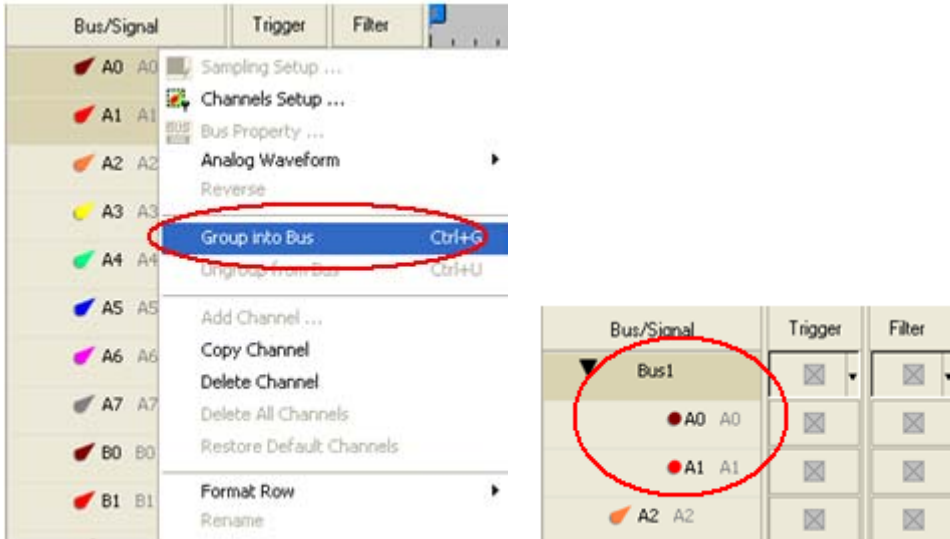 Bus/Signal Trigger Filter
A0 A0
A1 A1
A2 A2
A3 A3
A4 A4
A5 A5
A6 A6
A7 A7
B0 B0
B1 B1
Sampling Setup ...
Channels Setup ...
BUS Bus Property ...
Analog Waveform
Reverse
Group into Bus Ctrl+G
Ungroup from Bus Ctrl+U
Add Channel ...
Copy Channel
Delete Channel
Delete All Channels
Restore Default Channels
Format Row
Rename
Bus/Signal Trigger Filter
Bus1
A0 A0
A1 A1
A2 A2